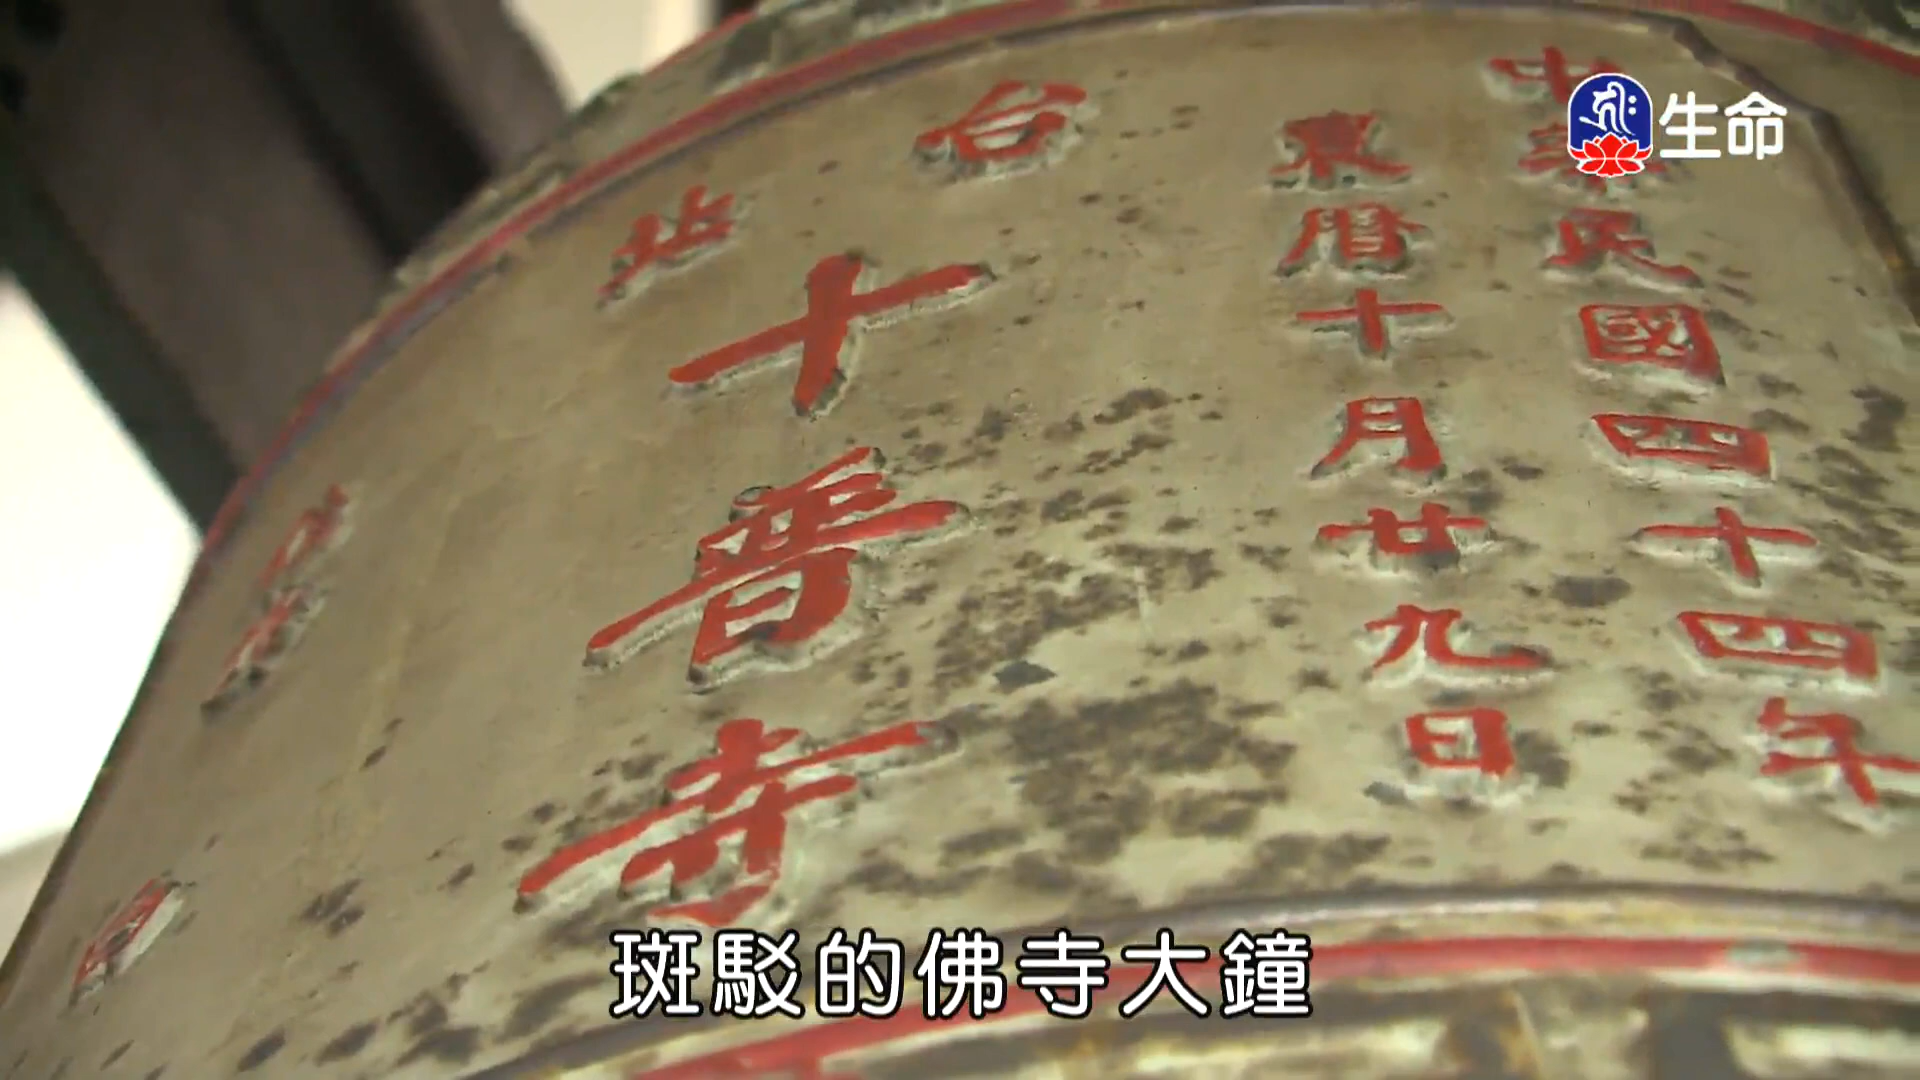 生命
中華民國四十四年
農曆十月廿九日
台北
十普寺
斑駁的佛寺大鐘